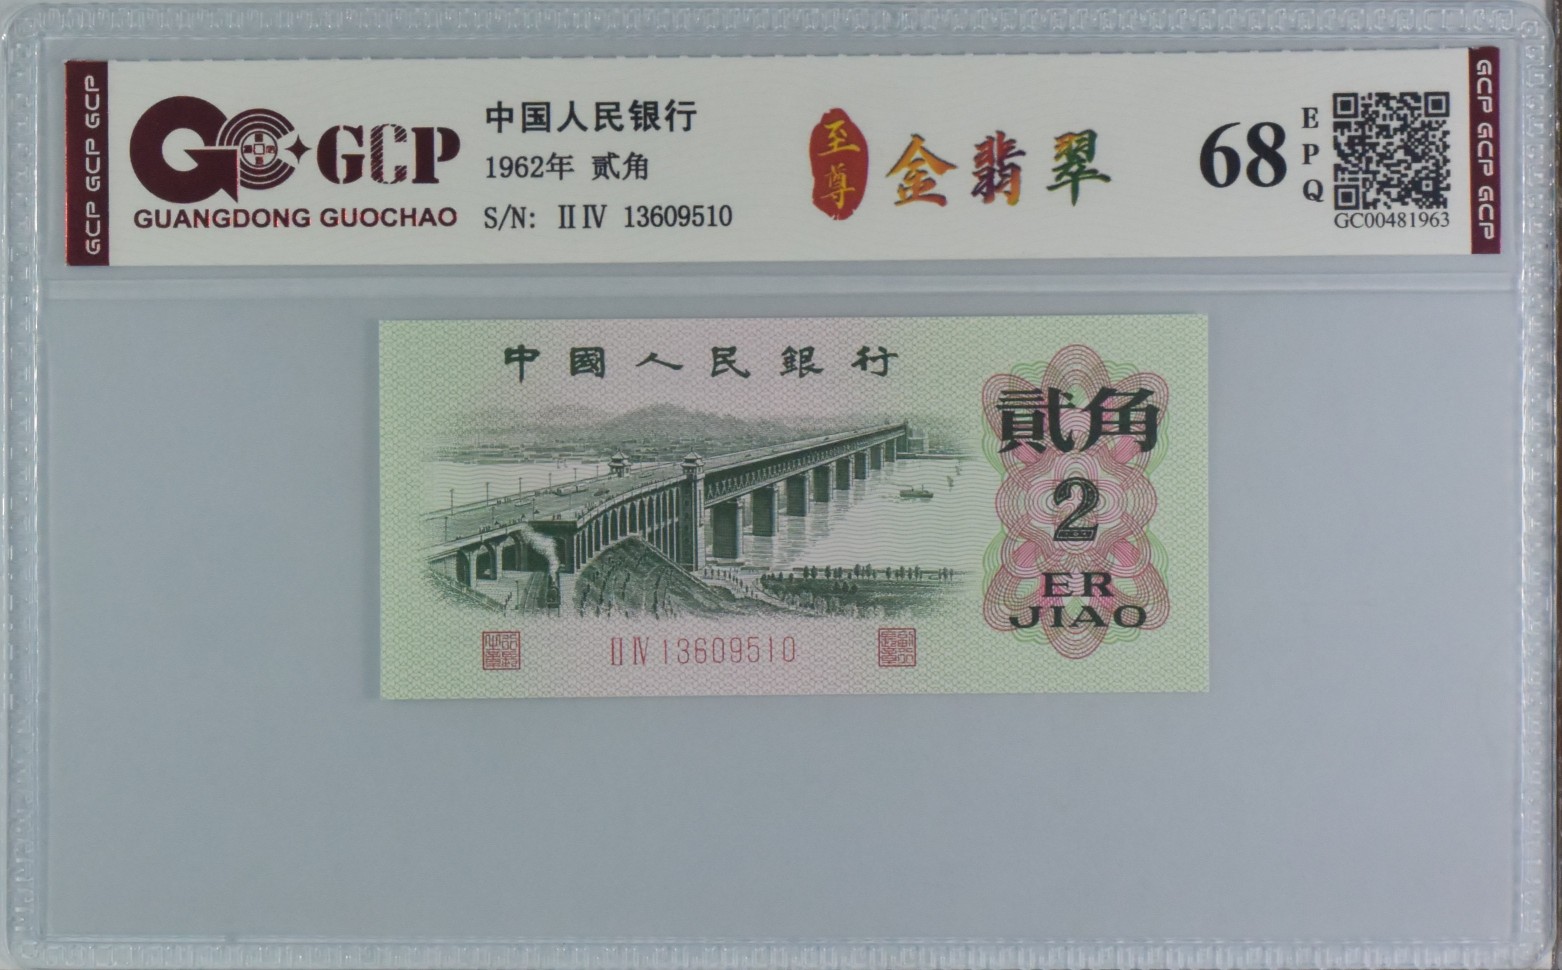 GCP GCP GCP
GCP
GUANGDONG GUOCHAO
中国人民银行
1962年 贰角
S/N: ⅡⅣ 13609510
至尊
金翡翠
68
EPQ
GC00481963
GCP GCP GCP
中國人民銀行
貳角
2
ER
JIAO
ⅡⅣ 13609510